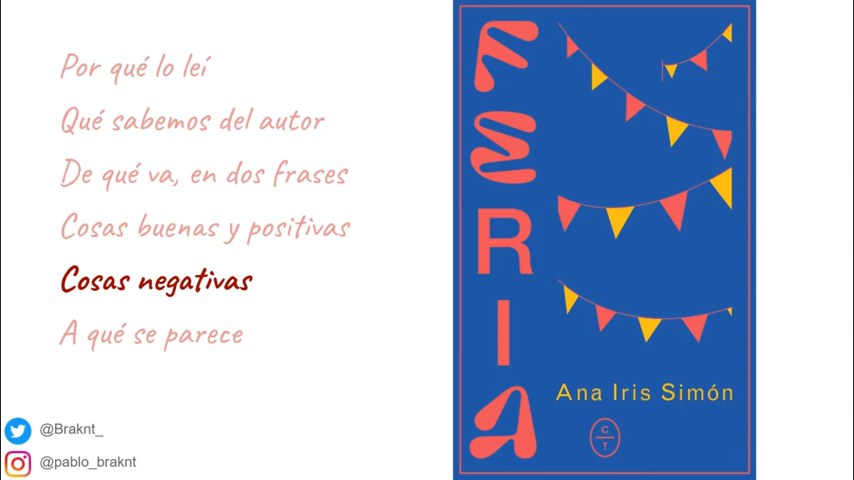 Por qué lo leí
Qué sabemos del autor
De qué va, en dos frases
Cosas buenas y positivas
Cosas negativas
A qué se parece
@Braknt_
@pablo_braknt
FERIA
Ana Iris Simón
C
T